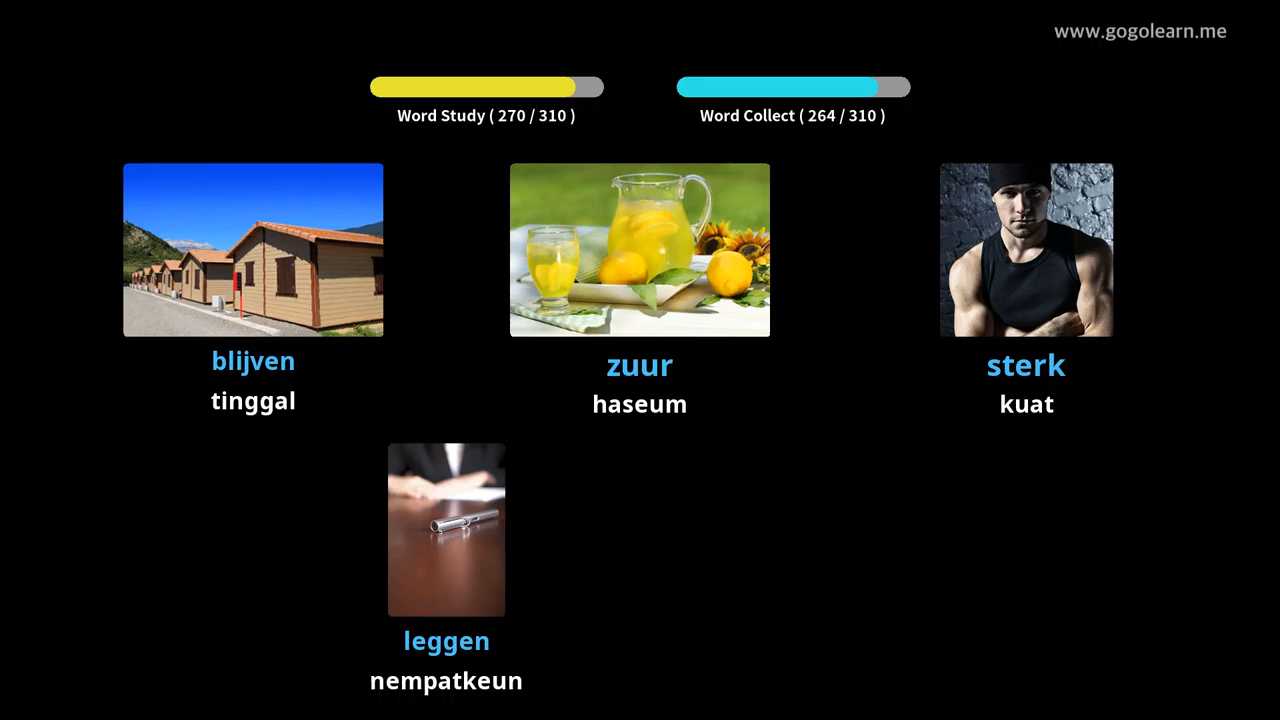 www.gogolearn.me
Word Study ( 270 / 310 )
Word Collect ( 264 / 310 )
blijven
tinggal
zuur
haseum
sterk
kuat
leggen
nempatkeun